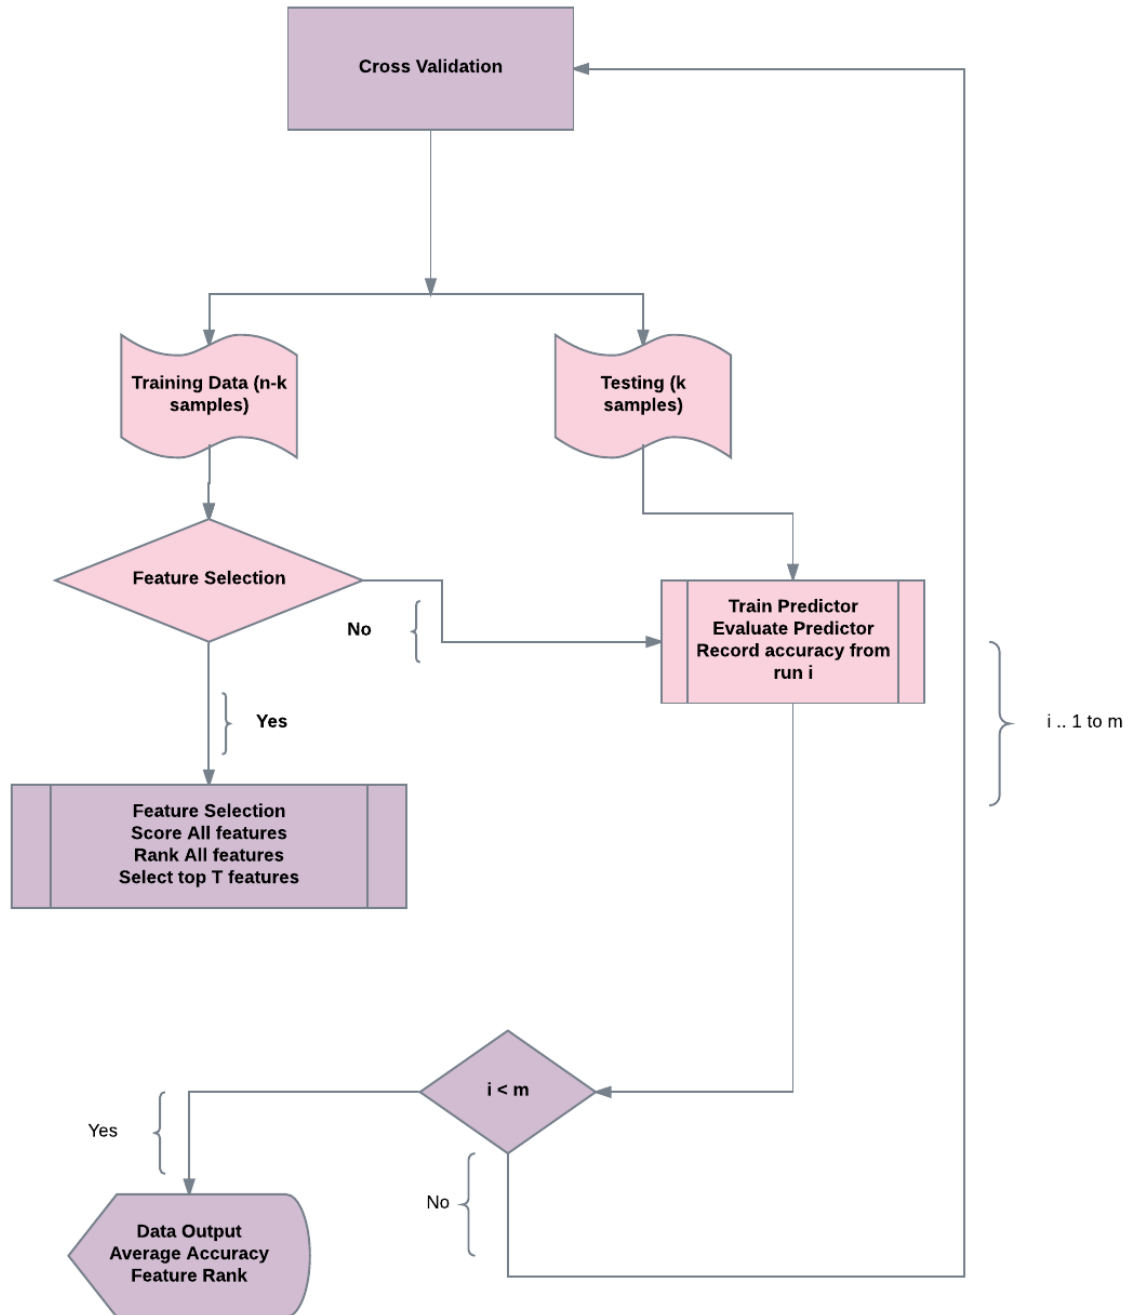 Cross Validation
Training Data (n-k
samples)
Testing (k
samples)
Feature Selection
No
Train Predictor
Evaluate Predictor
Record accuracy from
run i
Yes
i .. 1 to m
Feature Selection
Score All features
Rank All features
Select top T features
i < m
Yes
No
Data Output
Average Accuracy
Feature Rank